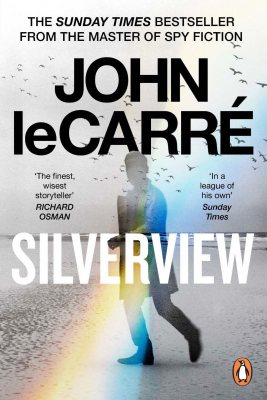 THE SUNDAY TIMES BESTSELLER
FROM THE MASTER OF SPY FICTION
JOHN
leCARRÉ
'The finest,
wisest
storyteller'
RICHARD
OSMAN
'In a
league of
his own'
Sunday
Times
SILVERVIEW